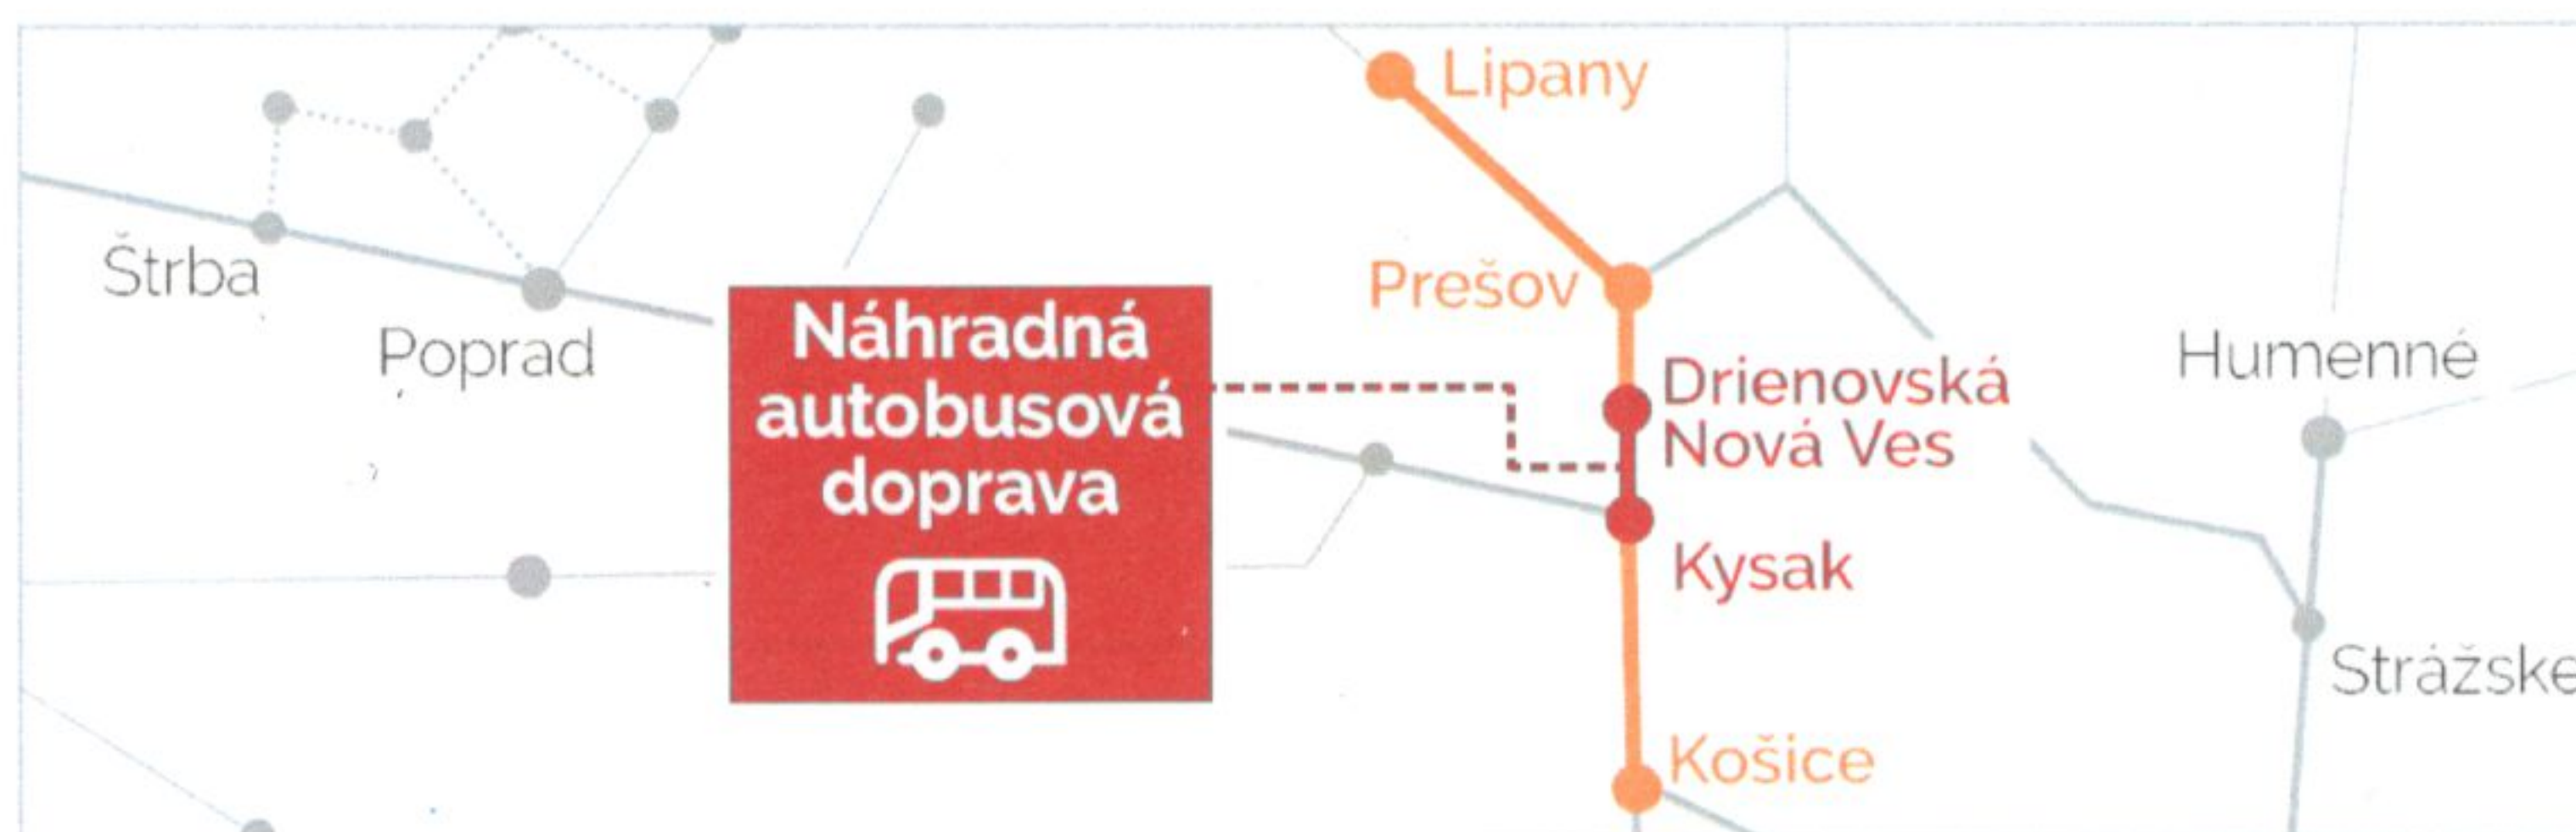 Lipany
Štrba
Poprad
Náhradná
autobusová
doprava
Prešov
Drienovská
Nová Ves
Kysak
Košice
Humenné
Strážske